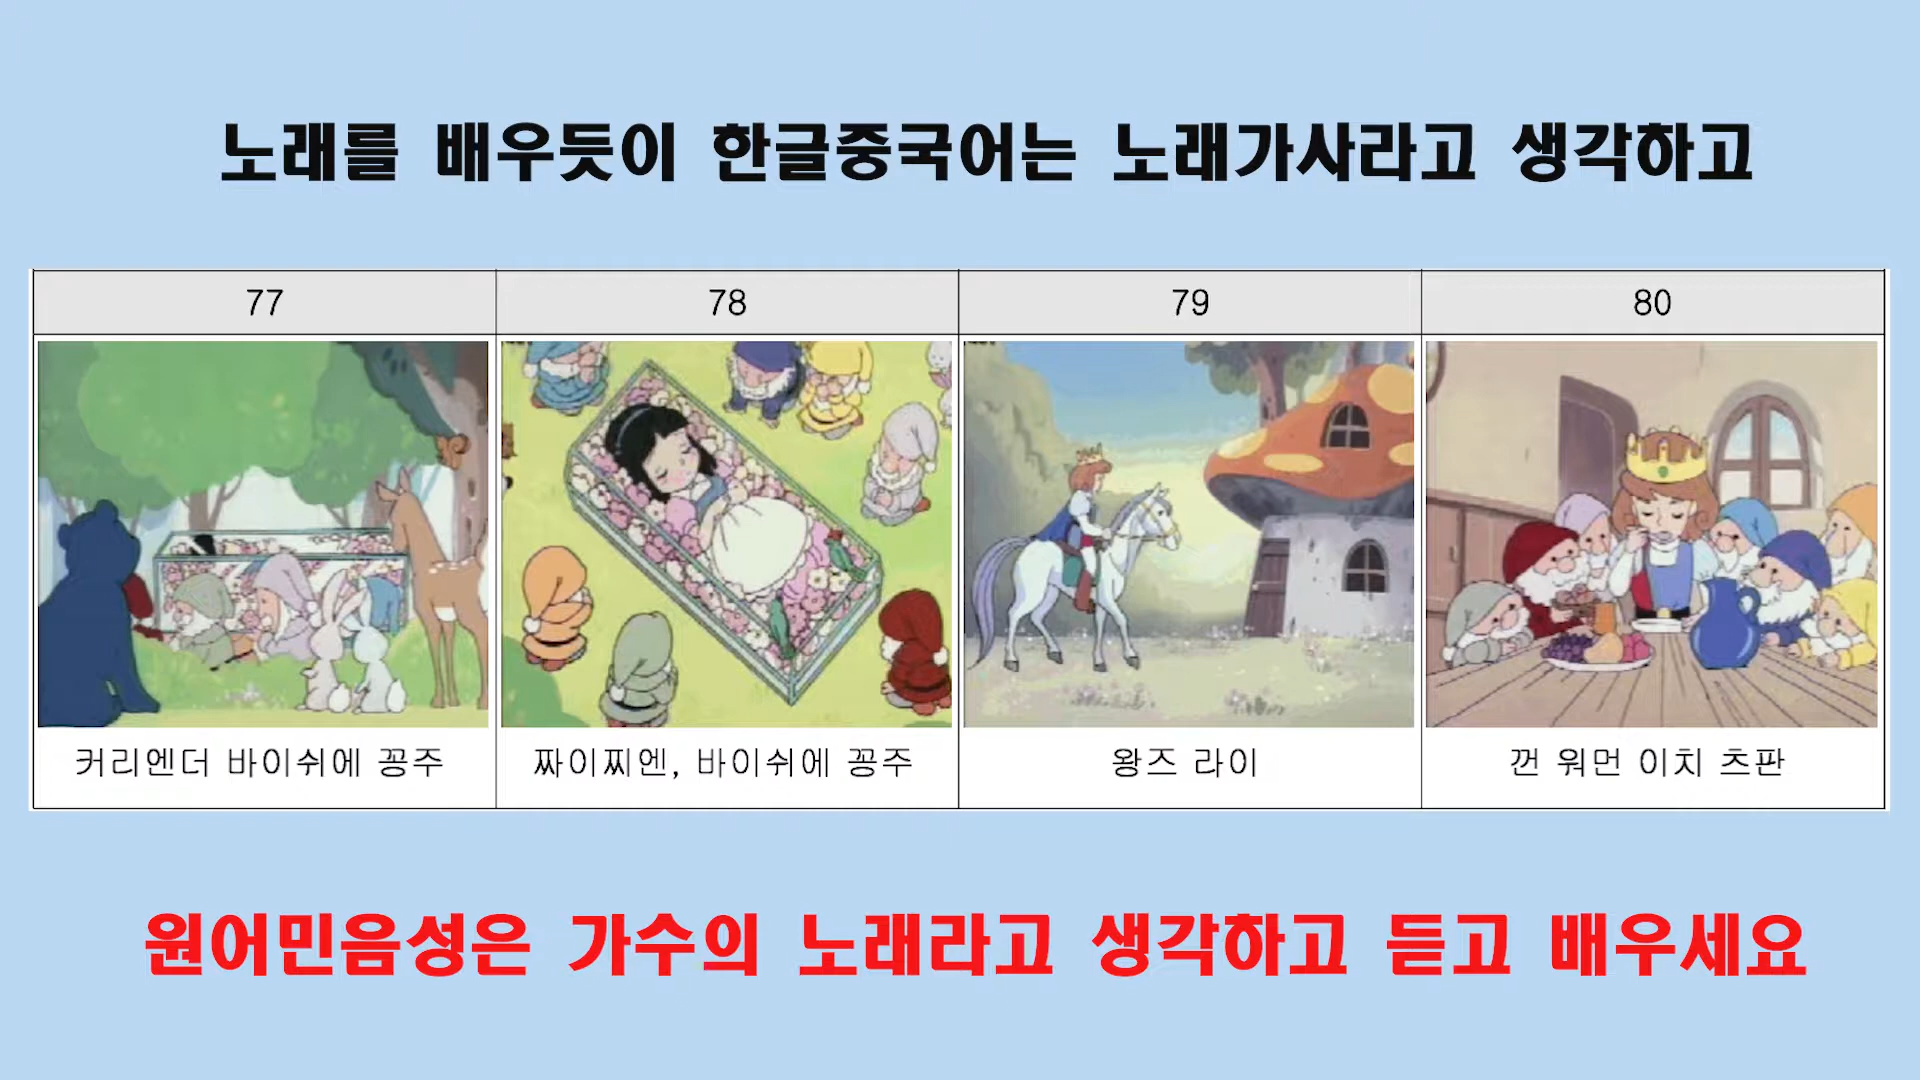 노래를 배우듯이 한글중국어는 노래가사라고 생각하고
77 78 79 80
커리엔더 바이쉬에 꽁주 짜이찌엔, 바이쉬에 꽁주 왕즈 라이 껀 워먼 이치 츠판
원어민음성은 가수의 노래라고 생각하고 듣고 배우세요